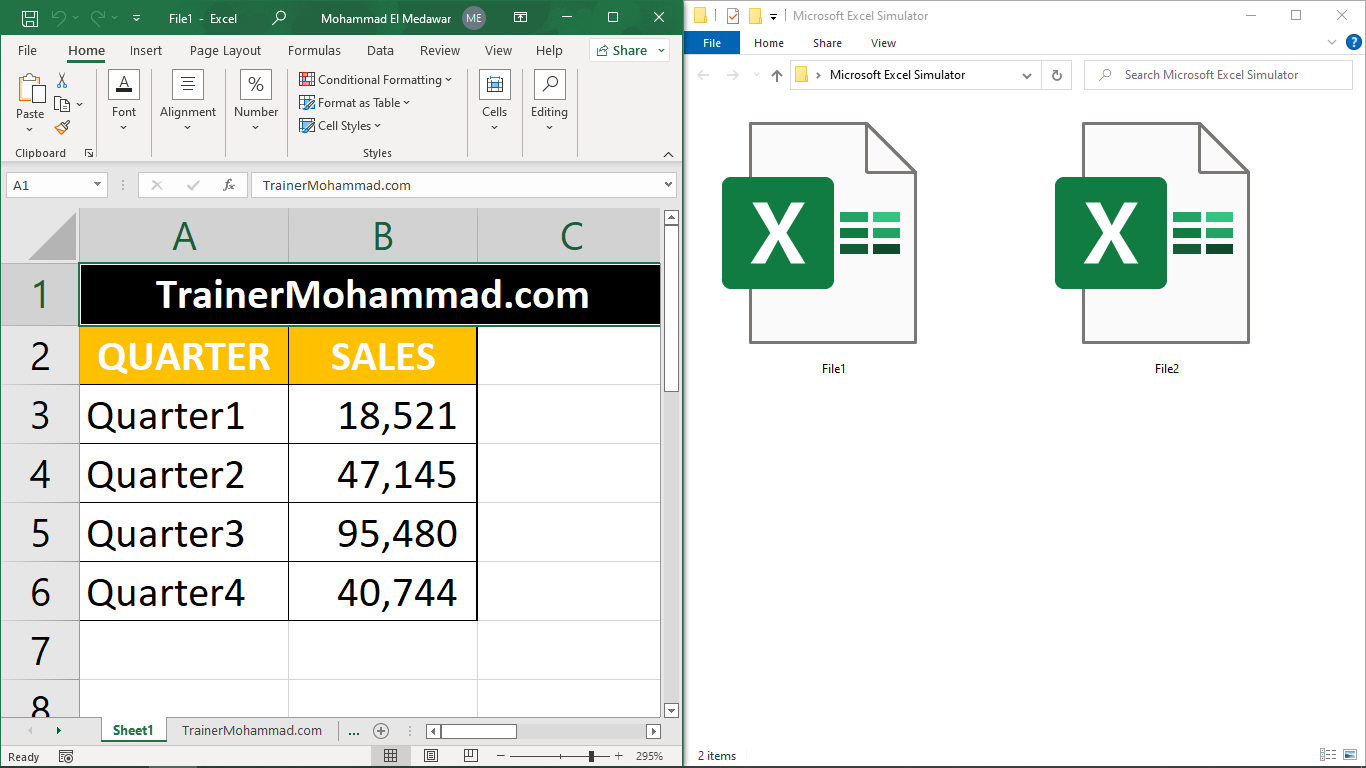 File1 - Excel
Mohammad El Medawar
ME
File
Home
Insert
Page Layout
Formulas
Data
Review
View
Help
Share
Paste
Clipboard
Font
Alignment
%
Number
Conditional Formatting
Format as Table
Cell Styles
Styles
Cells
Editing
A1
fx
TrainerMohammad.com
A B C
1 TrainerMohammad.com
2 QUARTER SALES
3 Quarter1 18,521
4 Quarter2 47,145
5 Quarter3 95,480
6 Quarter4 40,744
7
8
Sheet1
TrainerMohammad.com
...
Ready
295%
Microsoft Excel Simulator
File
Home
Share
View
Microsoft Excel Simulator
Search Microsoft Excel Simulator
X
File1
X
File2
2 items